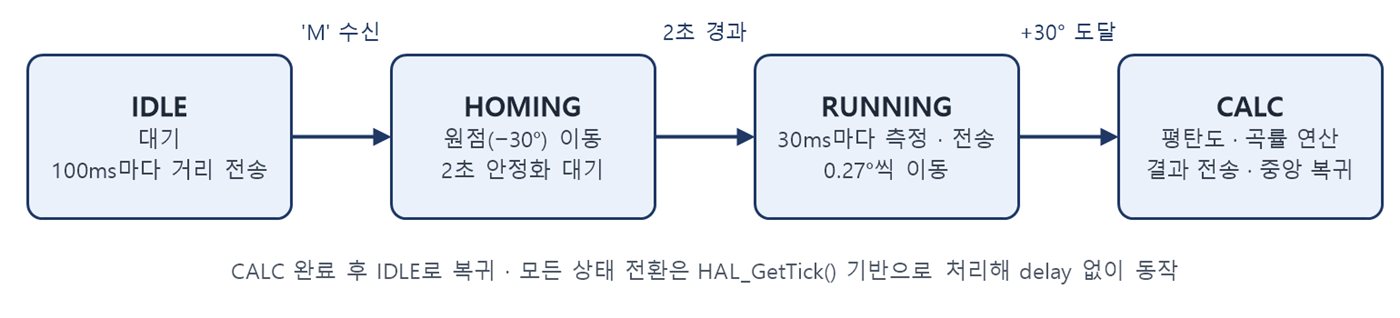 'M' 수신
2초 경과
+30° 도달
IDLE
대기
100ms마다 거리 전송
HOMING
원점(−30°) 이동
2초 안정화 대기
RUNNING
30ms마다 측정 · 전송
0.27°씩 이동
CALC
평탄도 · 곡률 연산
결과 전송 · 중앙 복귀
CALC 완료 후 IDLE로 복귀 · 모든 상태 전환은 HAL_GetTick() 기반으로 처리해 delay 없이 동작